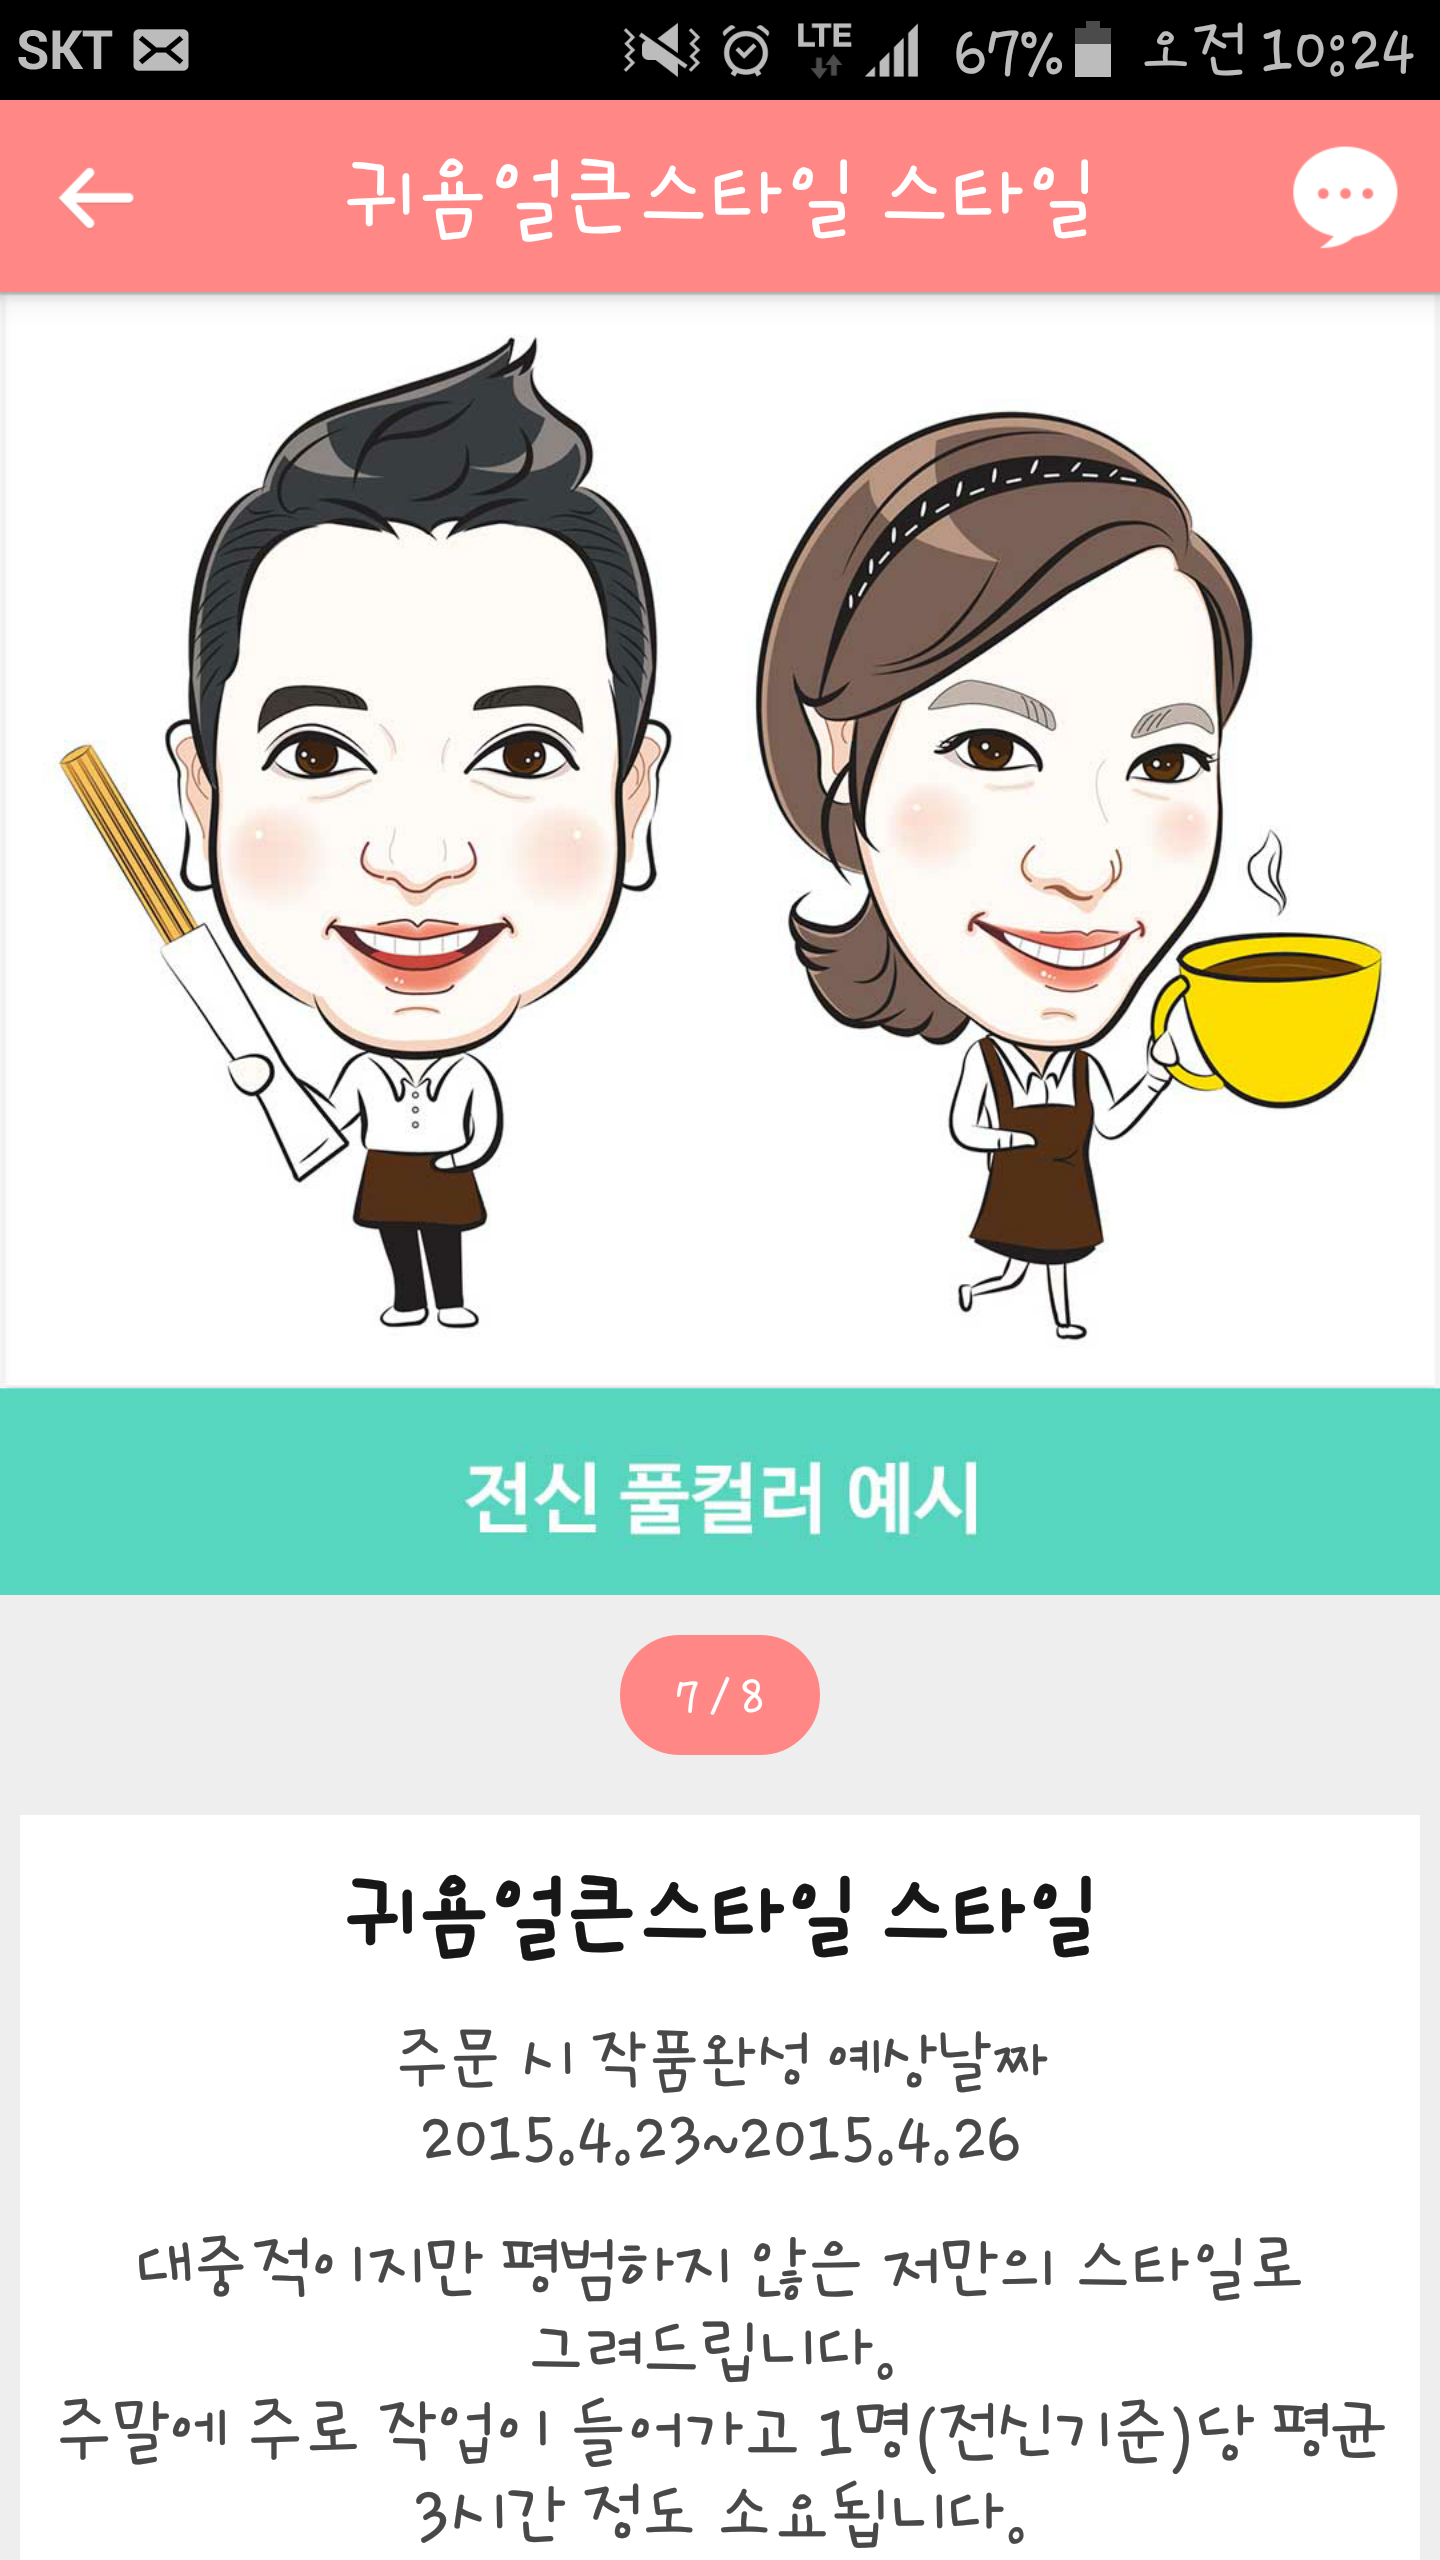 SKT LTE 67% 오전 10:24
귀욤얼큰스타일 스타일
전신 풀컬러 예시
7/8
귀욤얼큰스타일 스타일
주문 시 작품완성 예상날짜
2015.4.23~2015.4.26
대중적이지만 평범하지 않은 저만의 스타일로
그려드립니다.
주말에 주로 작업이 들어가고 1명(전신기준)당 평균
3시간 정도 소요됩니다.